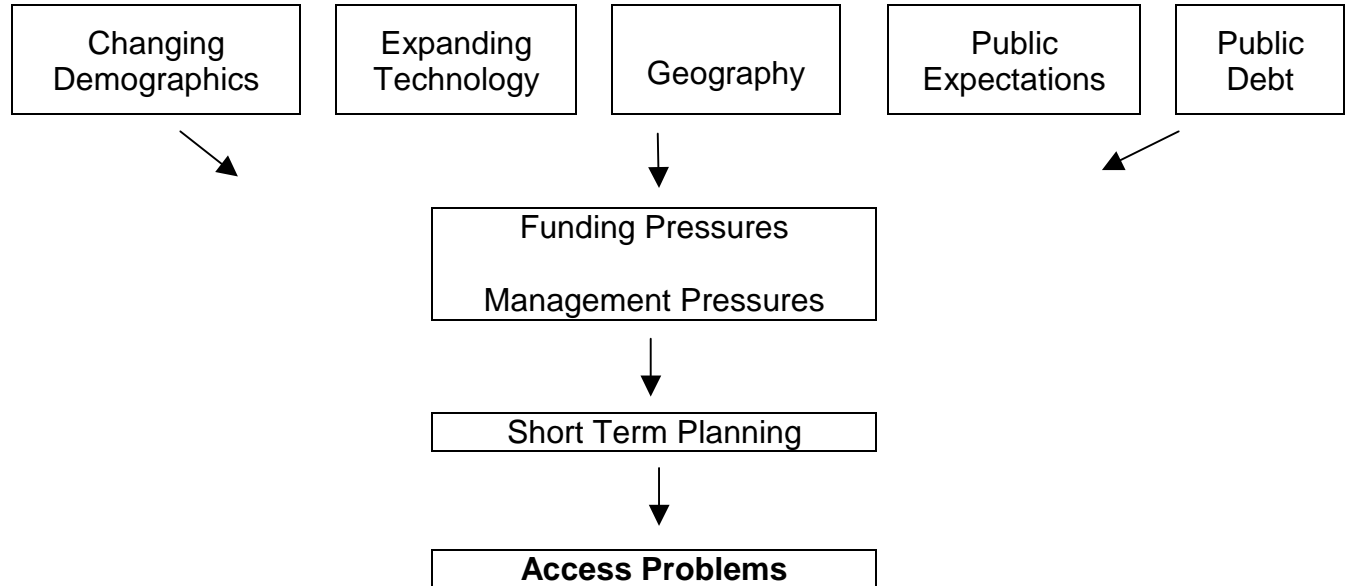 Changing
Demographics
Expanding
Technology
Geography
Public
Expectations
Public
Debt
Funding Pressures
Management Pressures
Short Term Planning
Access Problems